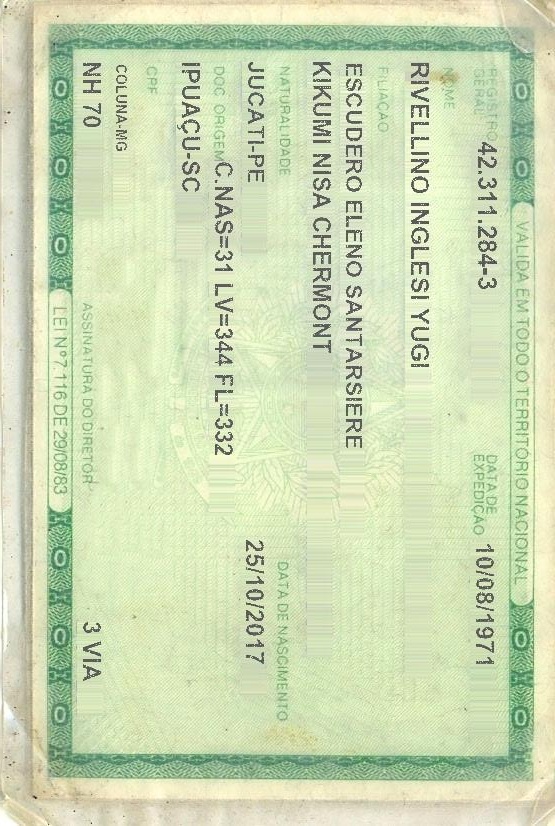 VÁLIDA EM TODO O TERRITÓRIO NACIONAL
REGISTRO GERAL 42.311.284-3 DATA DE EXPEDIÇÃO 10/08/1971
NOME
RIVELLINO INGLESI YUGI
FILIAÇÃO
ESCUDERO ELENO SANTARSIERE
KIKUMI NISA CHERMONT
NATURALIDADE DATA DE NASCIMENTO
JUCATI-PE 25/10/2017
DOC ORIGEM C.NAS=31 LV=344 FL=332
IPUAÇU-SC
CPF
COLUNA-MG
NH 70 ASSINATURA DO DIRETOR 3 VIA
LEI Nº 7.116 DE 29/08/83